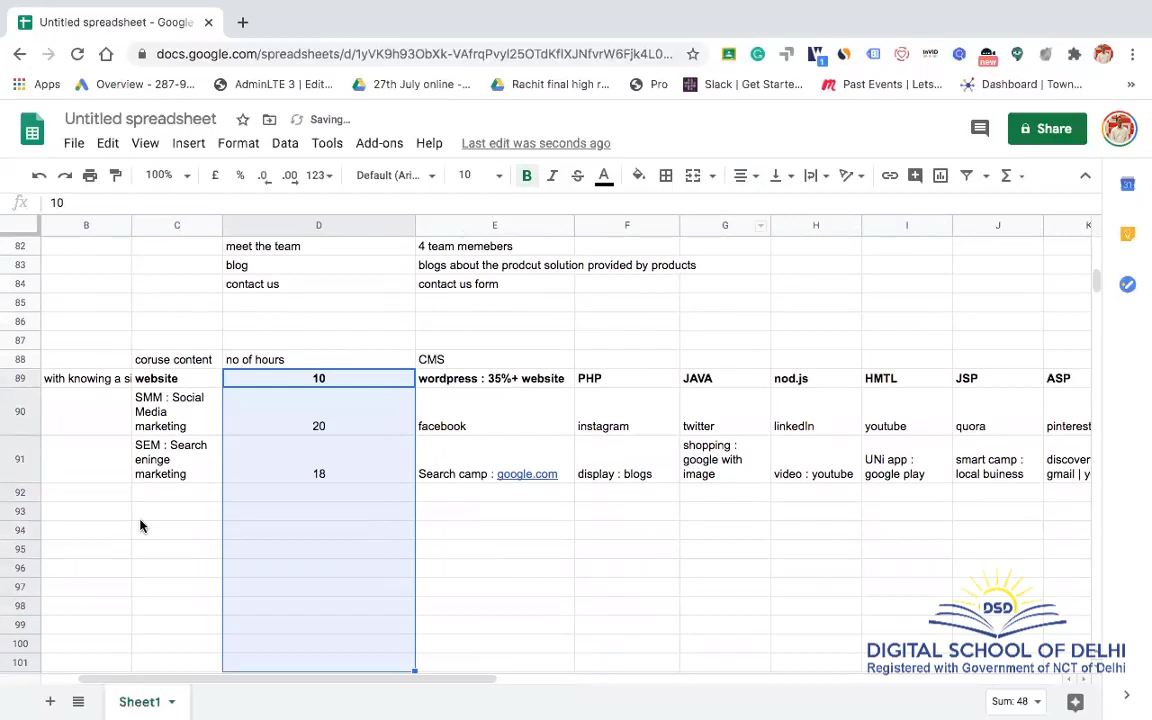 Untitled spreadsheet - Google
docs.google.com/spreadsheets/d/1yVK9h93ObXk-VAfrqPvyl25OTdKflXJNfvrW6Fjk4L0...
Apps
Overview - 287-9...
AdminLTE 3 | Edit...
27th July online -...
Rachit final high r...
Pro
Slack | Get Starte...
Past Events | Lets...
Dashboard | Town...
»
Untitled spreadsheet
Saving...
File Edit View Insert Format Data Tools Add-ons Help Last edit was seconds ago
Share
100% £ % .0 .00 123 Default (Ari... 10 B I S A
fx 10
B C D E F G H I J K
82 meet the team 4 team memebers
83 blog blogs about the prodcut solution provided by products
84 contact us contact us form
85
86
87
88 coruse content no of hours CMS
89 with knowing a si website 10 wordpress : 35%+ website PHP JAVA nod.js HMTL JSP ASP
90 SMM : Social Media marketing 20 facebook instagram twitter linkedIn youtube quora pinterest
91 SEM : Search eninge marketing 18 Search camp : google.com display : blogs shopping : google with image video : youtube UNi app : google play smart camp : local buiness discover gmail | y
92
93
94
95
96
97
98
99
100
101
DSD
DIGITAL SCHOOL OF DELHI
Registered with Government of NCT of Delhi
Sheet1
Sum: 48